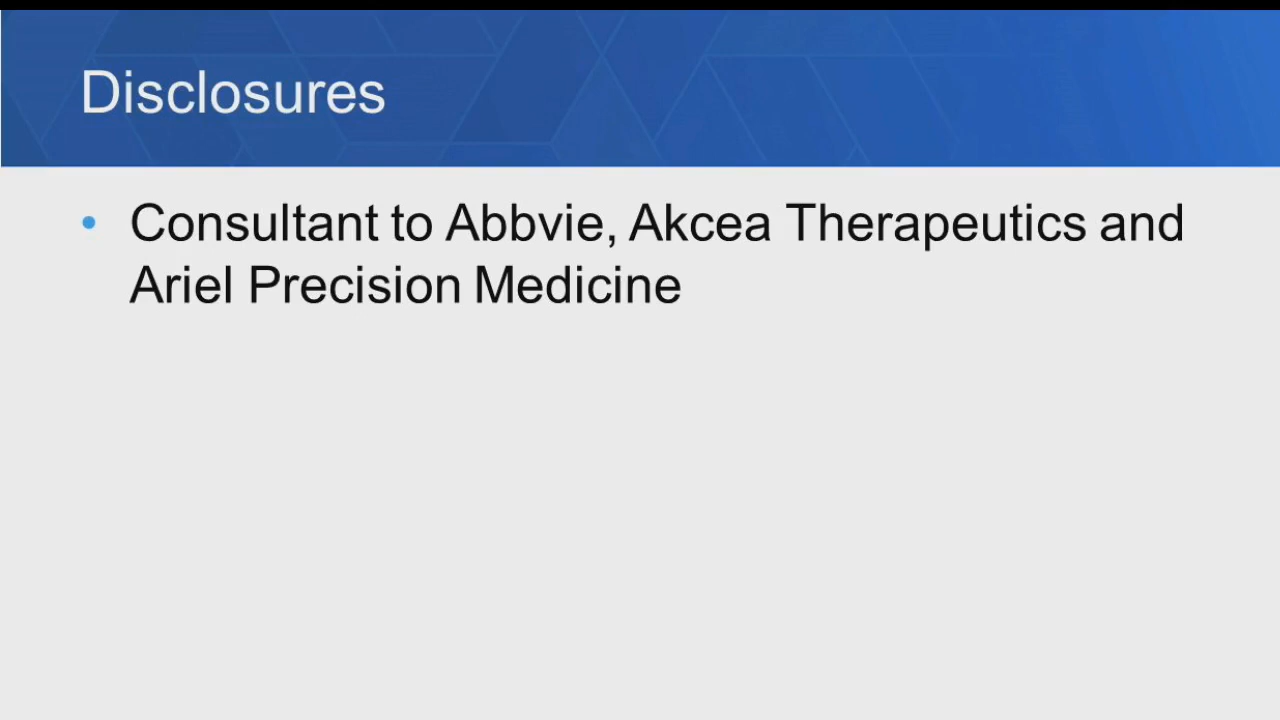 Disclosures
• Consultant to Abbvie, Akcea Therapeutics and
Ariel Precision Medicine